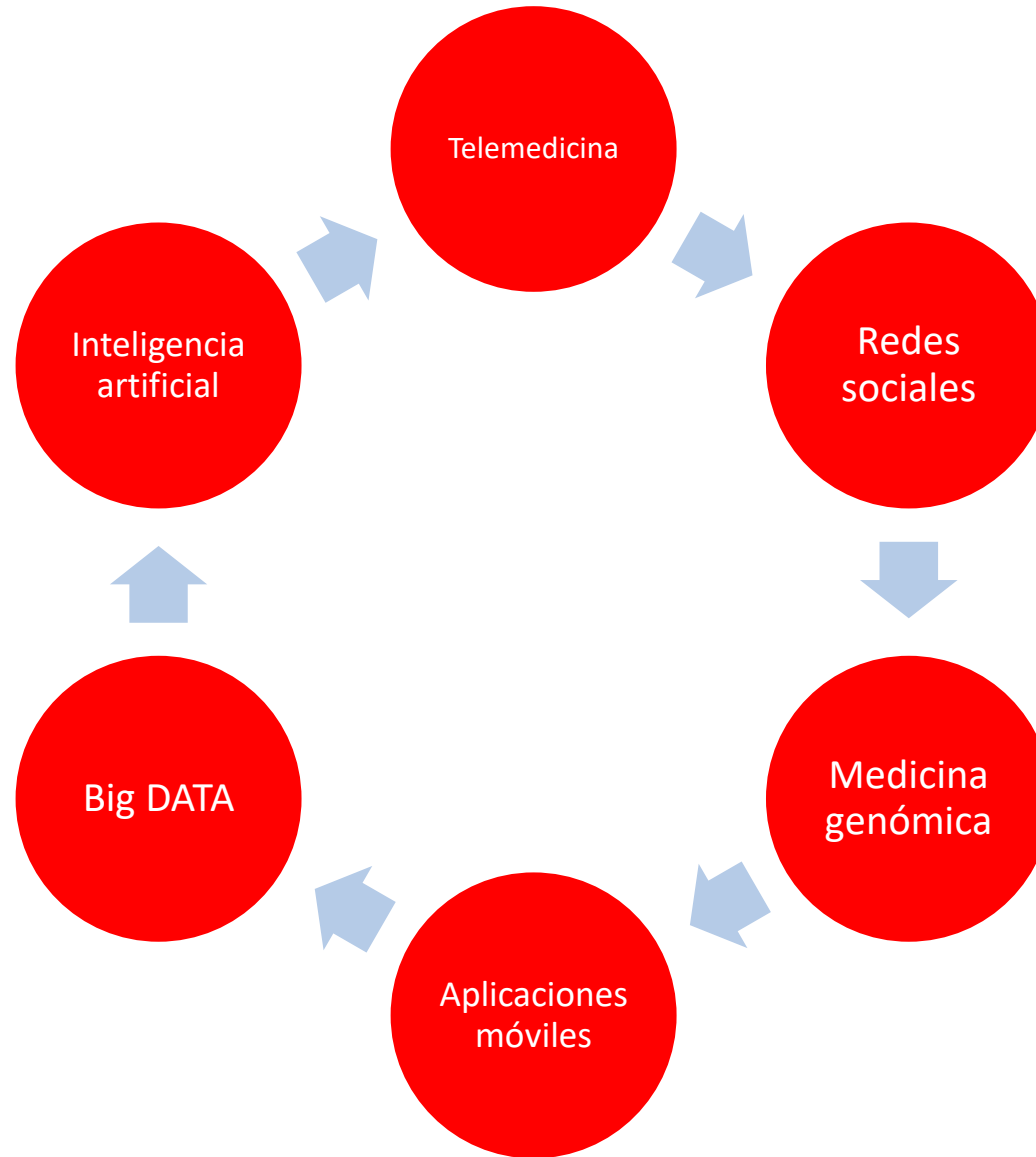 Telemedicina
Redes
sociales
Medicina
genómica
Aplicaciones
móviles
Big DATA
Inteligencia
artificial